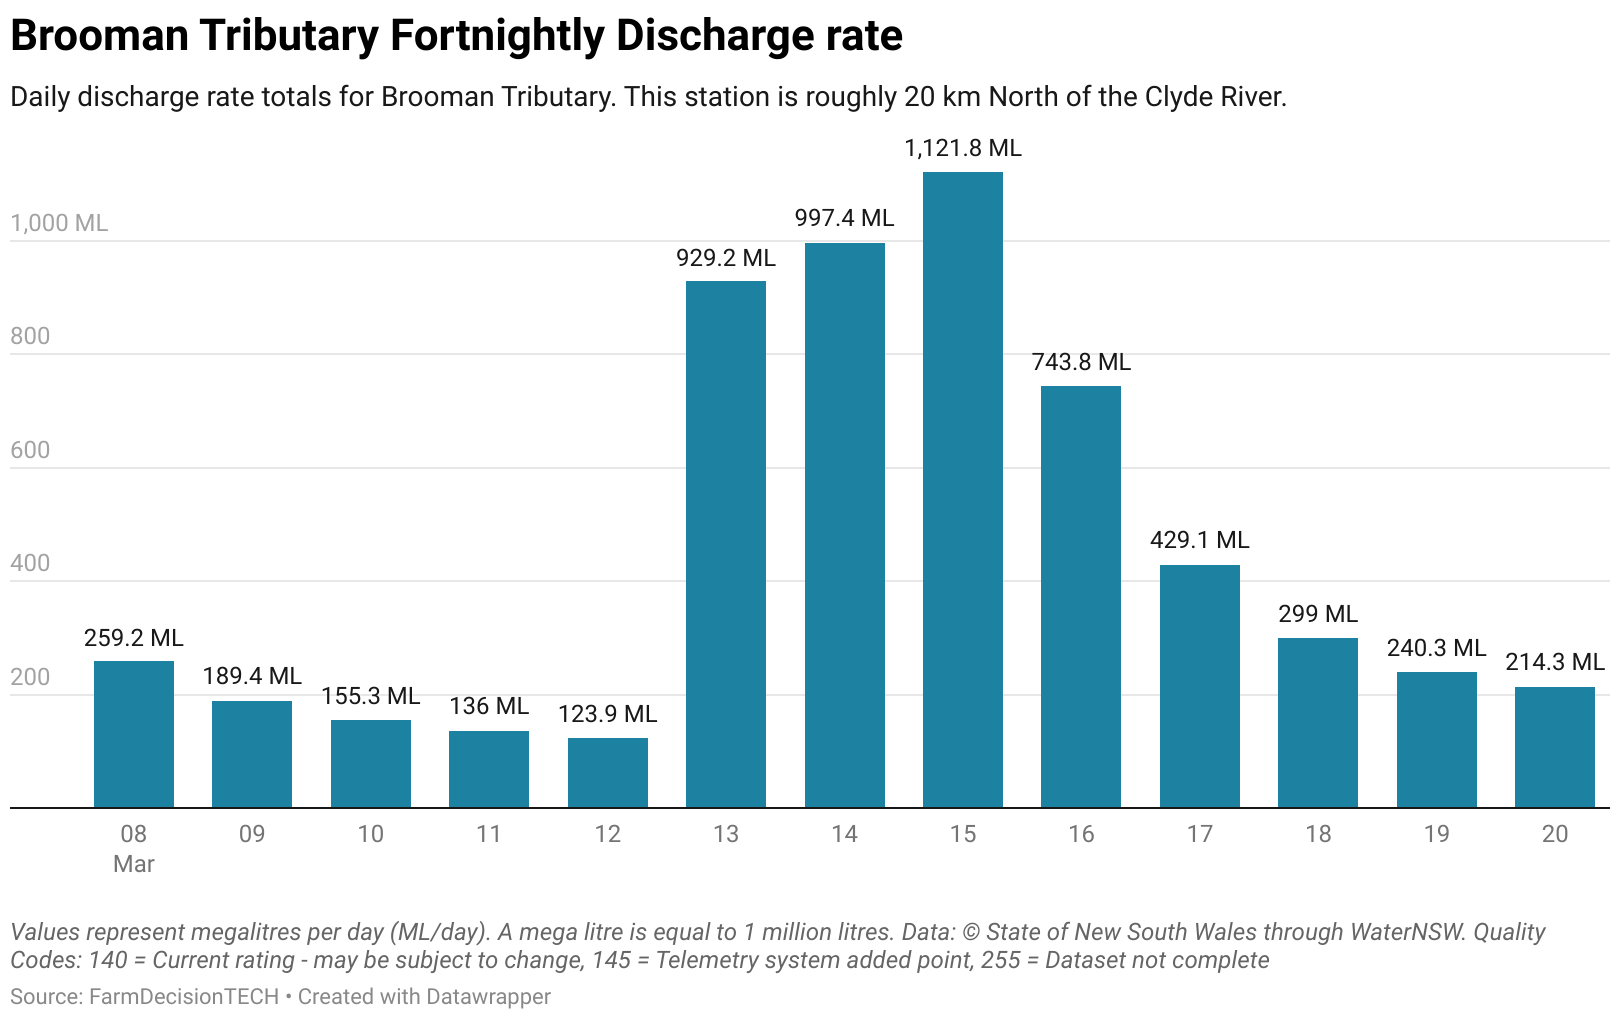 Brooman Tributary Fortnightly Discharge rate
Daily discharge rate totals for Brooman Tributary. This station is roughly 20 km North of the Clyde River.
1,121.8 ML
1,000 ML
997.4 ML
929.2 ML
800
743.8 ML
600
400
429.1 ML
299 ML
259.2 ML
240.3 ML
214.3 ML
200
189.4 ML
155.3 ML
136 ML
123.9 ML
08 09 10 11 12 13 14 15 16 17 18 19 20
Mar
Values represent megalitres per day (ML/day). A mega litre is equal to 1 million litres. Data: © State of New South Wales through WaterNSW. Quality
Codes: 140 = Current rating - may be subject to change, 145 = Telemetry system added point, 255 = Dataset not complete
Source: FarmDecisionTECH • Created with Datawrapper